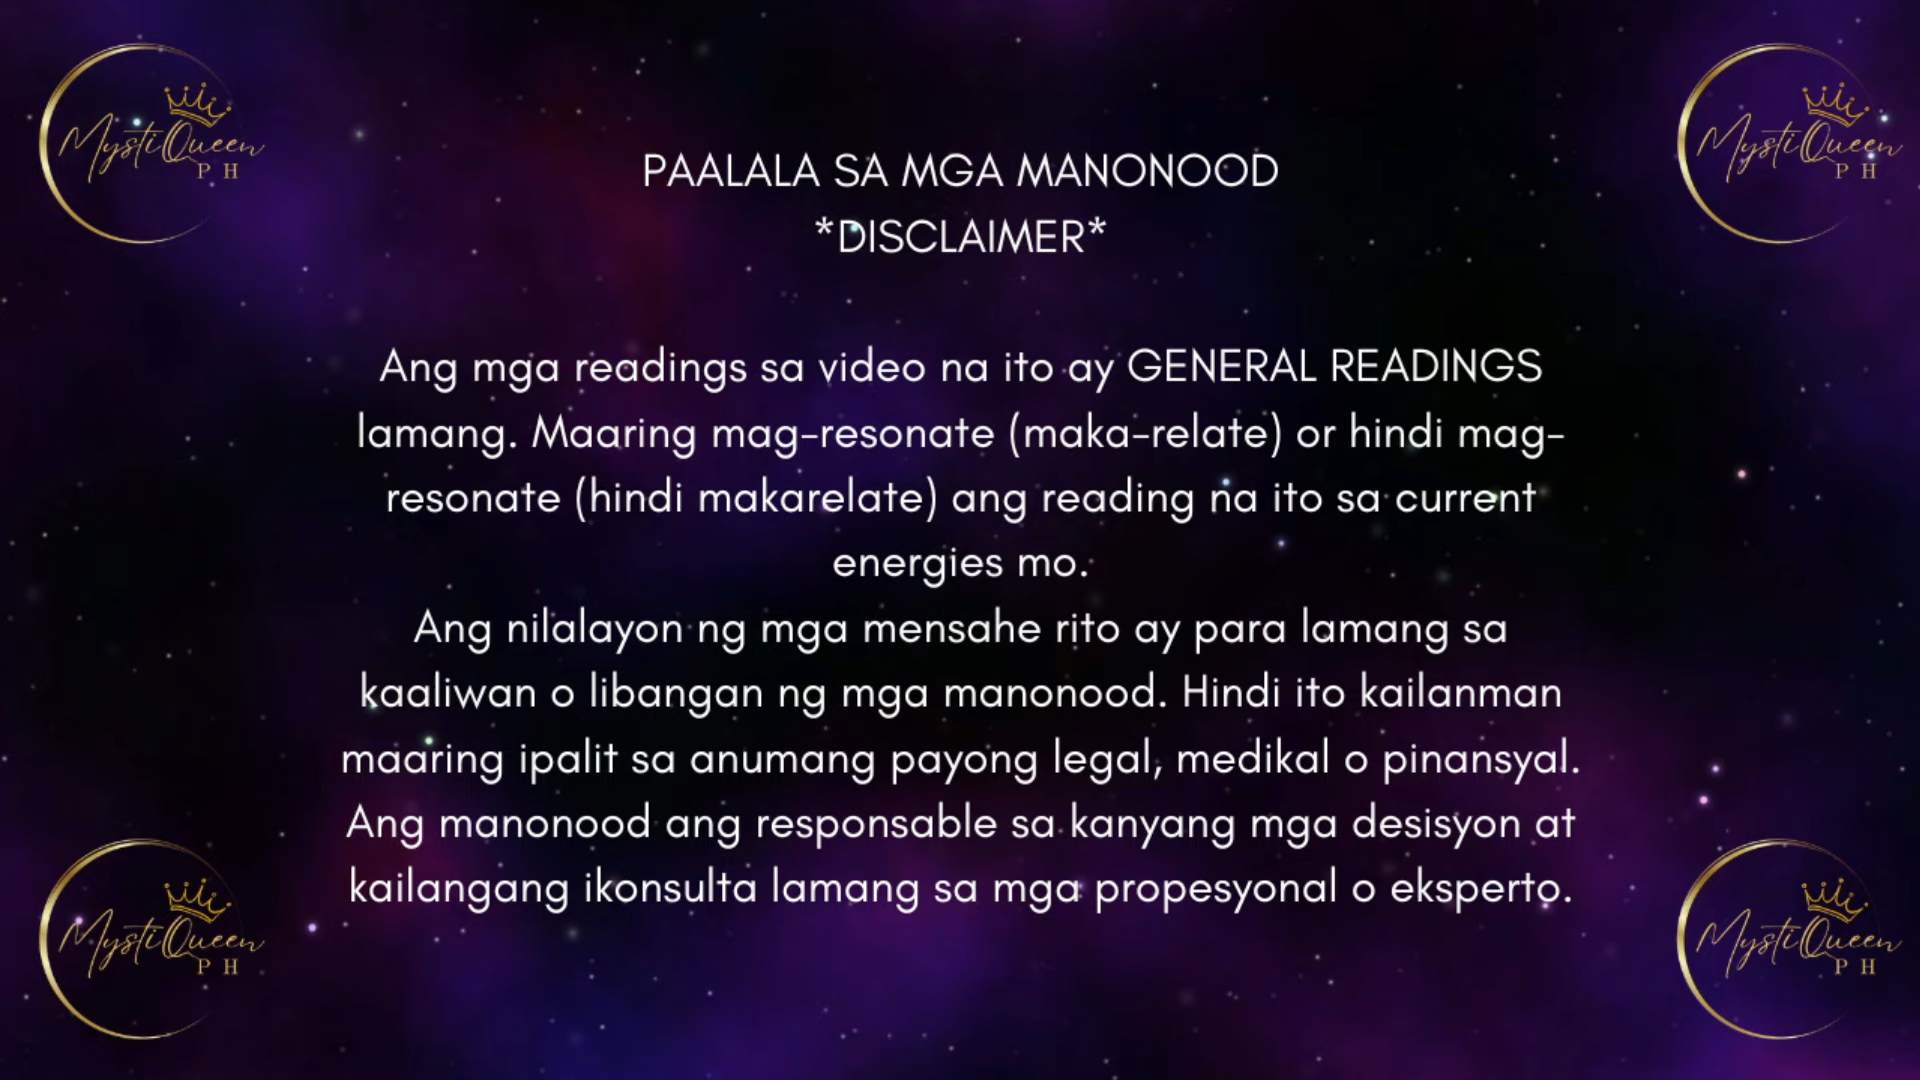 MystiQueen
PH
MystiQueen
PH
PAALALA SA MGA MANONOOD
*DISCLAIMER*
Ang mga readings sa video na ito ay GENERAL READINGS
lamang. Maaring mag-resonate (maka-relate) or hindi mag-
resonate (hindi makarelate) ang reading na ito sa current
energies mo.
Ang nilalayon ng mga mensahe rito ay para lamang sa
kaaliwan o libangan ng mga manonood. Hindi ito kailanman
maaring ipalit sa anumang payong legal, medikal o pinansyal.
Ang manonood ang responsable sa kanyang mga desisyon at
kailangang ikonsulta lamang sa mga propesyonal o eksperto.
MystiQueen
PH
MystiQueen
PH